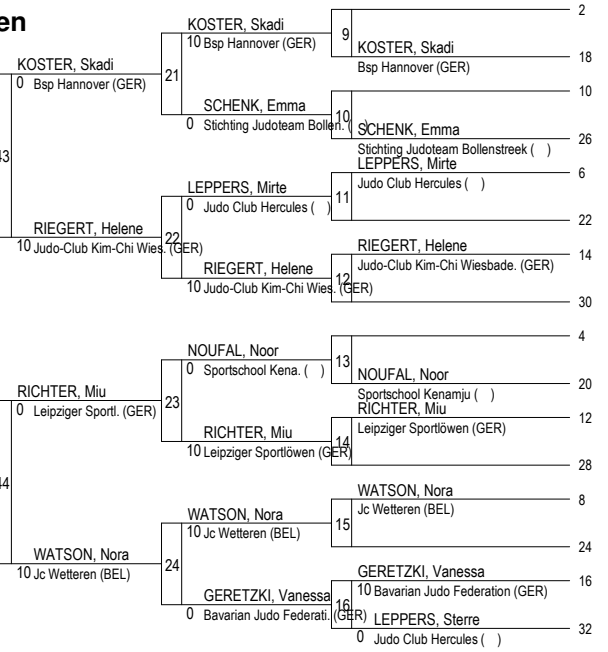 en
2
KOSTER, Skadi
10 Bsp Hannover (GER)
9
KOSTER, Skadi
Bsp Hannover (GER)
18
KOSTER, Skadi
0 Bsp Hannover (GER)
21
10
SCHENK, Emma
0 Stichting Judoteam Bollen. ( )
10
SCHENK, Emma
Stichting Judoteam Bollenstreek ( )
26
43
LEPPERS, Mirte
Judo Club Hercules ( )
6
LEPPERS, Mirte
0 Judo Club Hercules ( )
11
22
RIEGERT, Helene
10 Judo-Club Kim-Chi Wies. (GER)
22
RIEGERT, Helene
Judo-Club Kim-Chi Wiesbade. (GER)
14
RIEGERT, Helene
10 Judo-Club Kim-Chi Wies. (GER)
12
30
4
NOUFAL, Noor
0 Sportschool Kena. ( )
13
NOUFAL, Noor
Sportschool Kenamju ( )
20
RICHTER, Miu
0 Leipziger Sportl. (GER)
23
RICHTER, Miu
Leipziger Sportlöwen (GER)
12
RICHTER, Miu
10 Leipziger Sportlöwen (GER)
14
28
44
WATSON, Nora
Jc Wetteren (BEL)
8
WATSON, Nora
10 Jc Wetteren (BEL)
15
24
WATSON, Nora
10 Jc Wetteren (BEL)
24
GERETZKI, Vanessa
10 Bavarian Judo Federation (GER)
16
GERETZKI, Vanessa
0 Bavarian Judo Federati. (GER)
16
LEPPERS, Sterre
0 Judo Club Hercules ( )
32